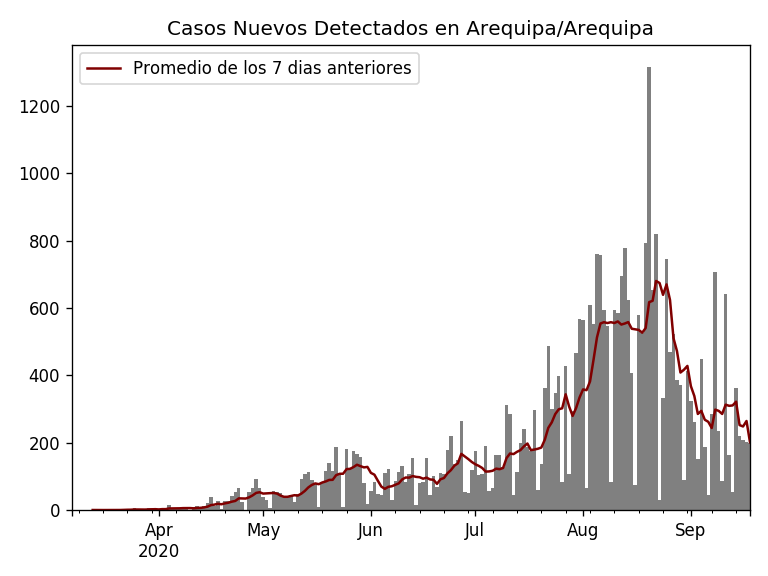 Casos Nuevos Detectados en Arequipa/Arequipa
Promedio de los 7 dias anteriores
1200
1000
800
600
400
200
0
Apr May Jun Jul Aug Sep
2020